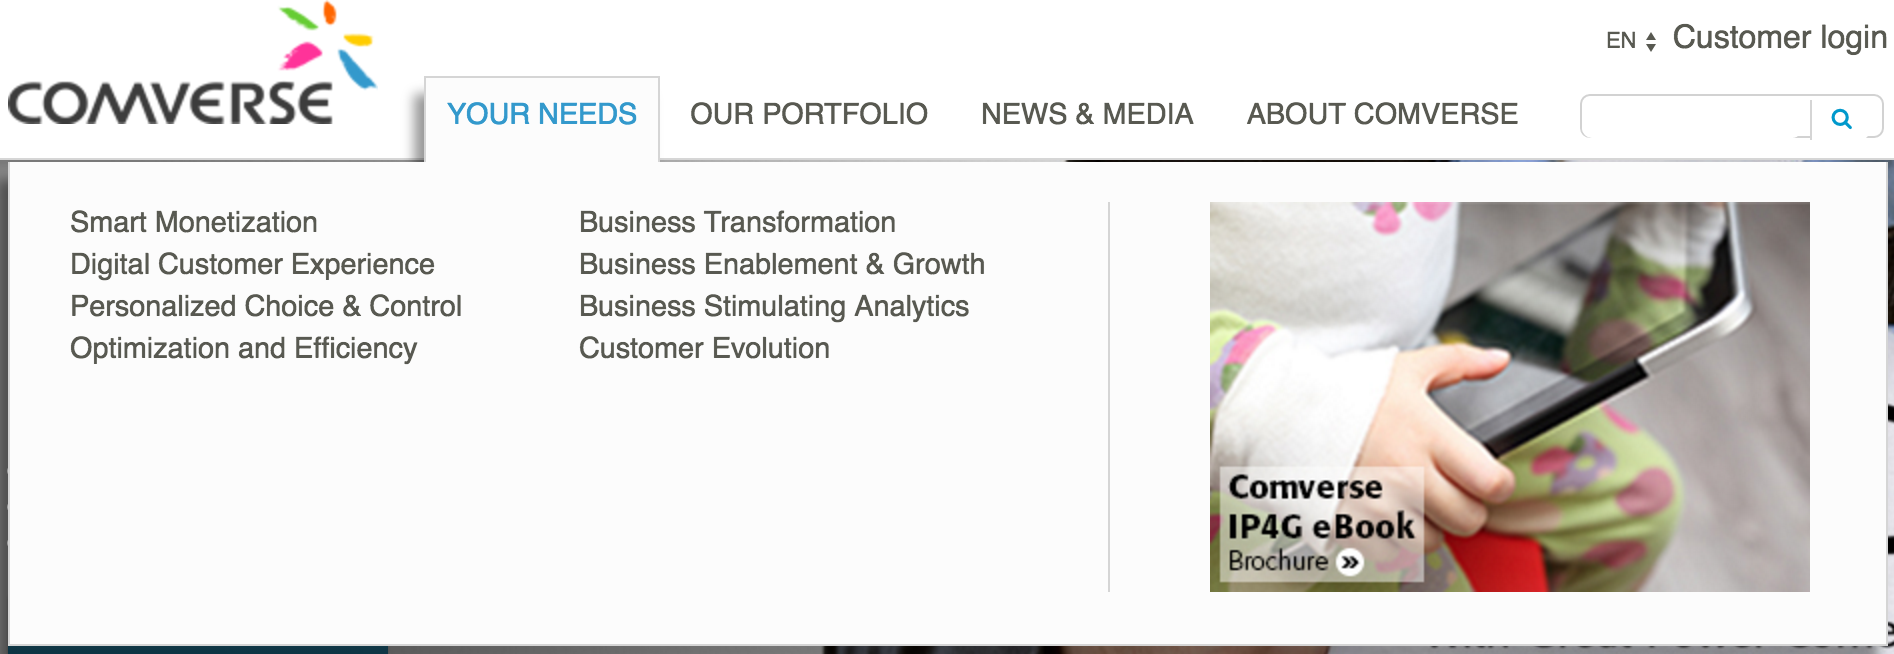 COMVERSE
EN Customer login
YOUR NEEDS OUR PORTFOLIO NEWS & MEDIA ABOUT COMVERSE
Smart Monetization
Digital Customer Experience
Personalized Choice & Control
Optimization and Efficiency
Business Transformation
Business Enablement & Growth
Business Stimulating Analytics
Customer Evolution
Comverse
IP4G eBook
Brochure »